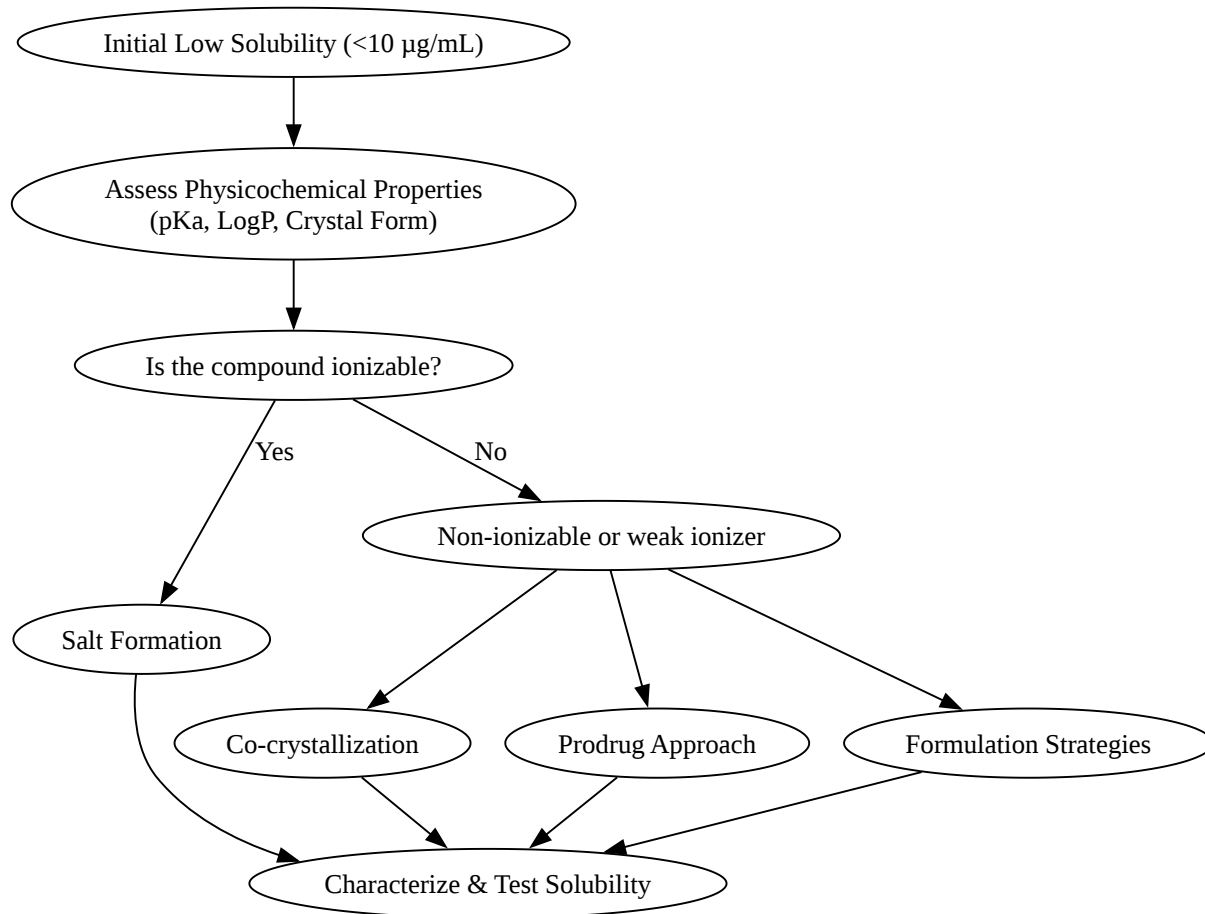 Initial Low Solubility (<10 µg/mL)
Assess Physicochemical Properties
(pKa, LogP, Crystal Form)
Is the compound ionizable?
Yes
No
Non-ionizable or weak ionizer
Salt Formation
Co-crystallization
Prodrug Approach
Formulation Strategies
Characterize & Test Solubility